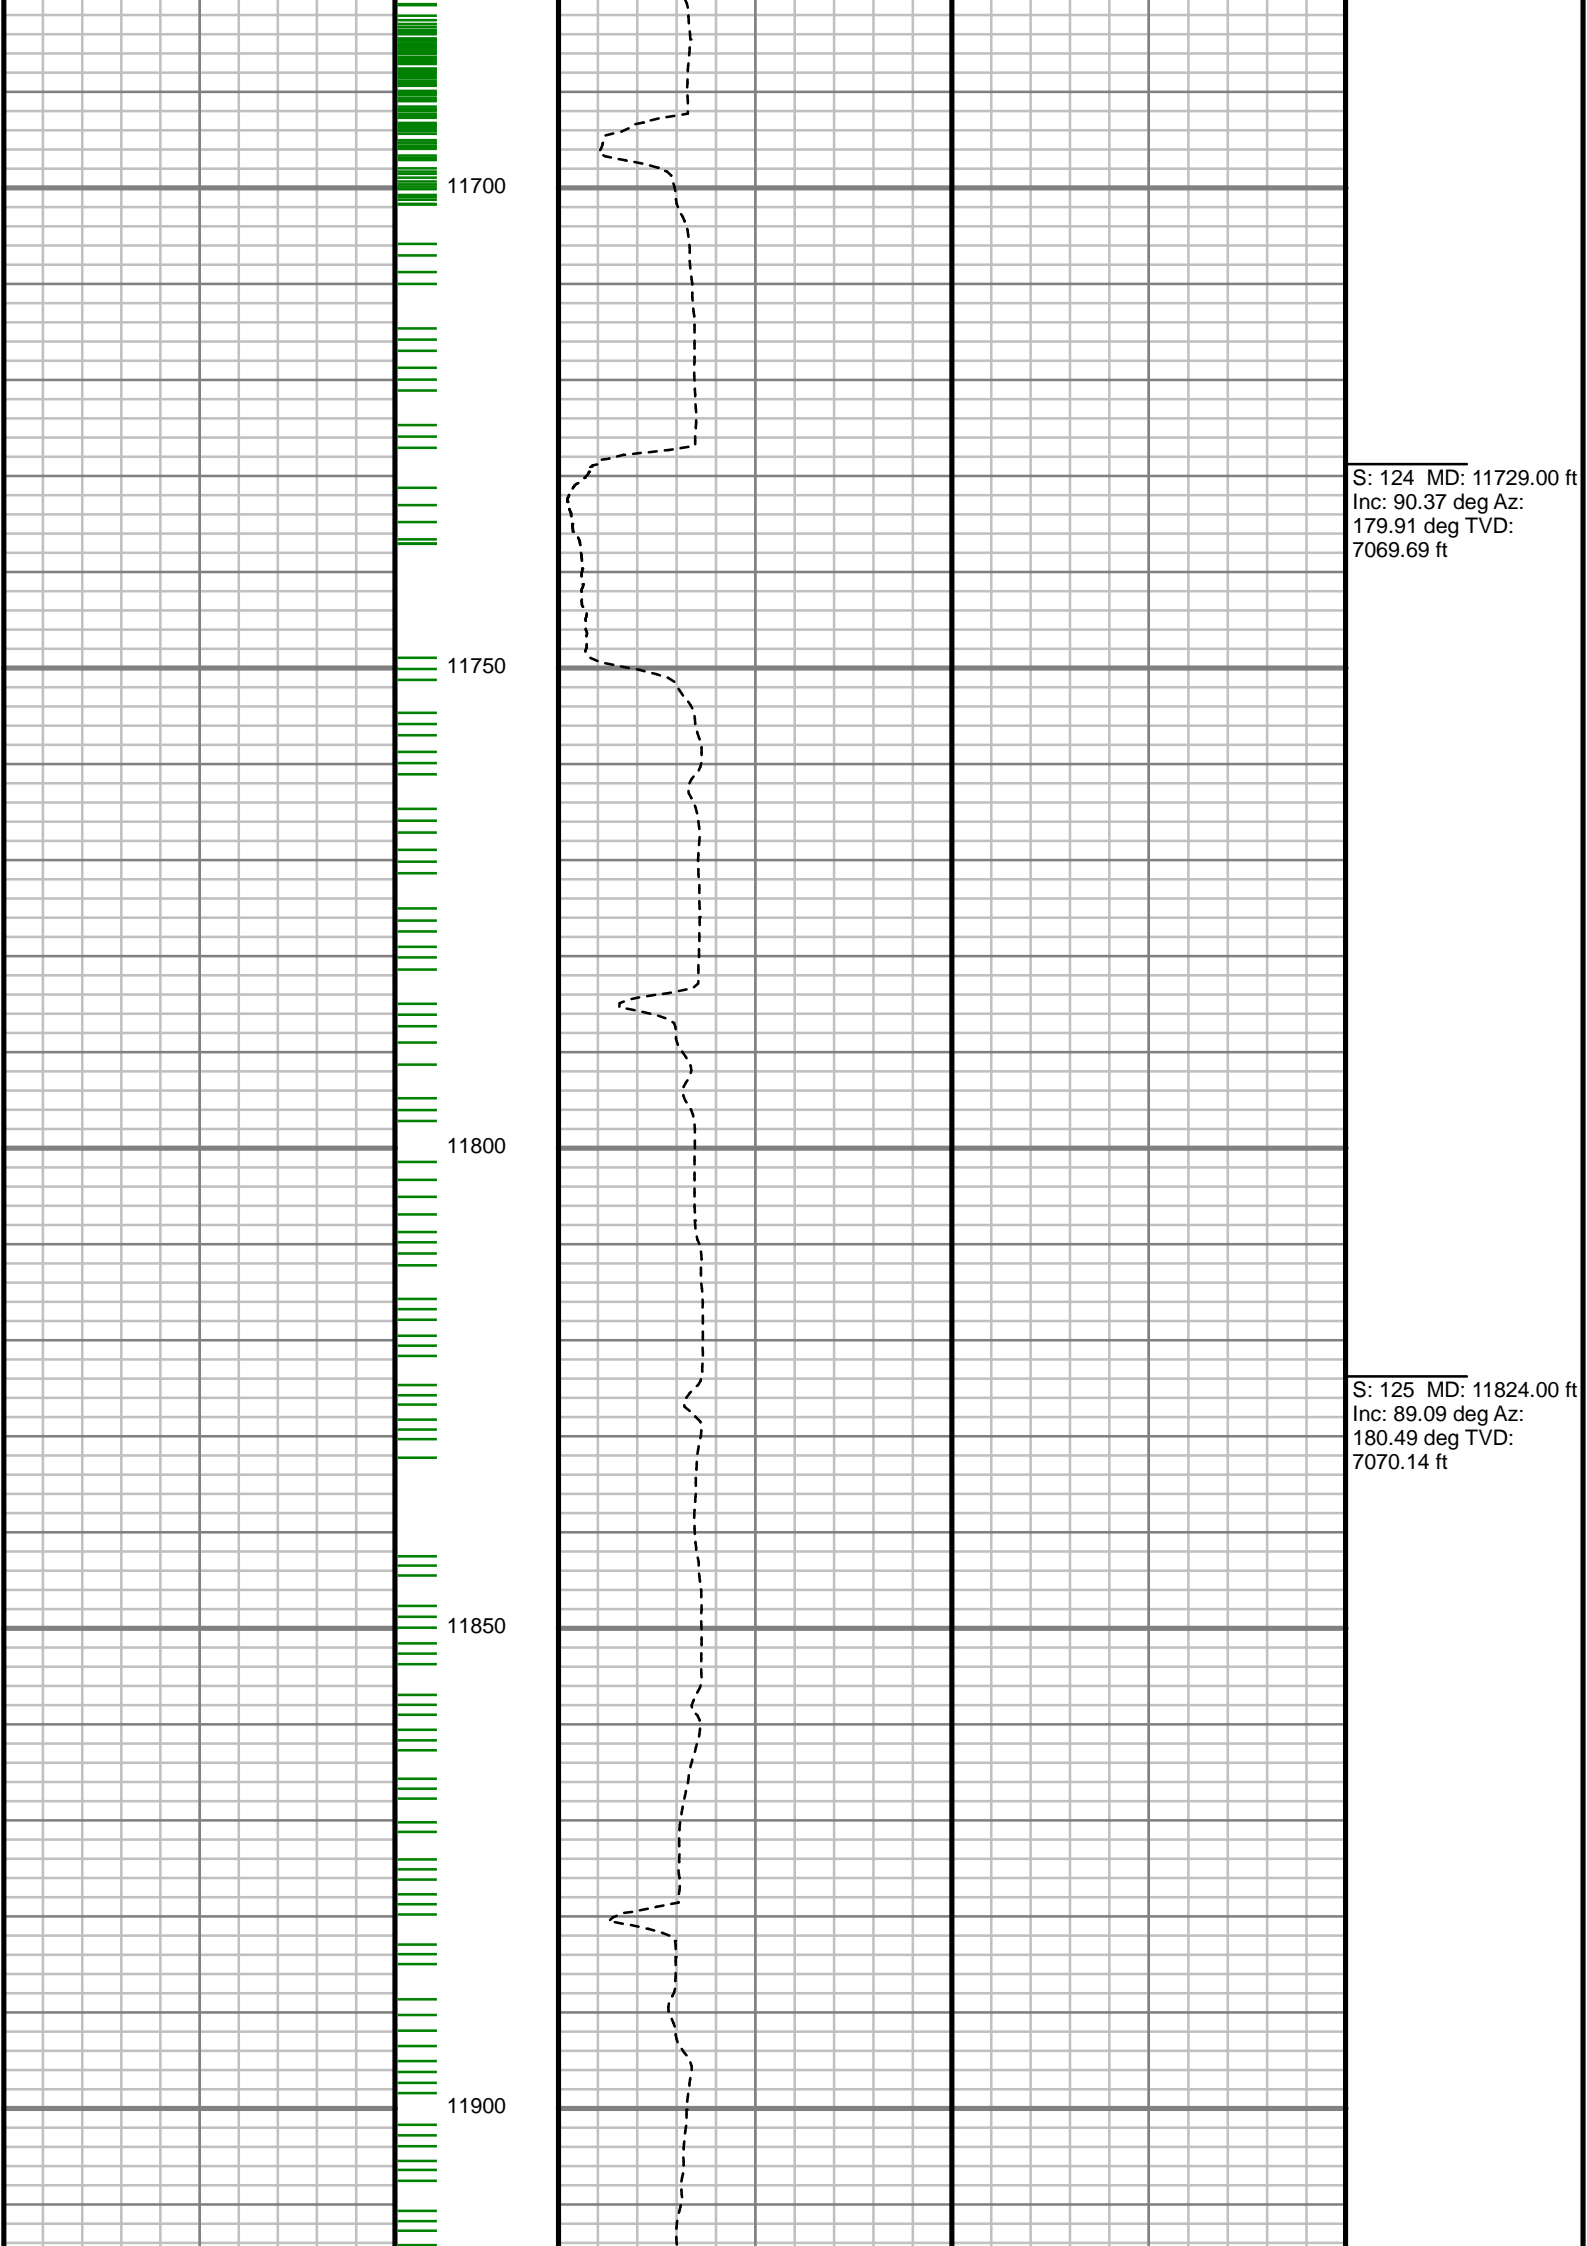 11700
S: 124 MD: 11729.00 ft
Inc: 90.37 deg Az:
179.91 deg TVD:
7069.69 ft
11750
11800
S: 125 MD: 11824.00 ft
Inc: 89.09 deg Az:
180.49 deg TVD:
7070.14 ft
11850
11900